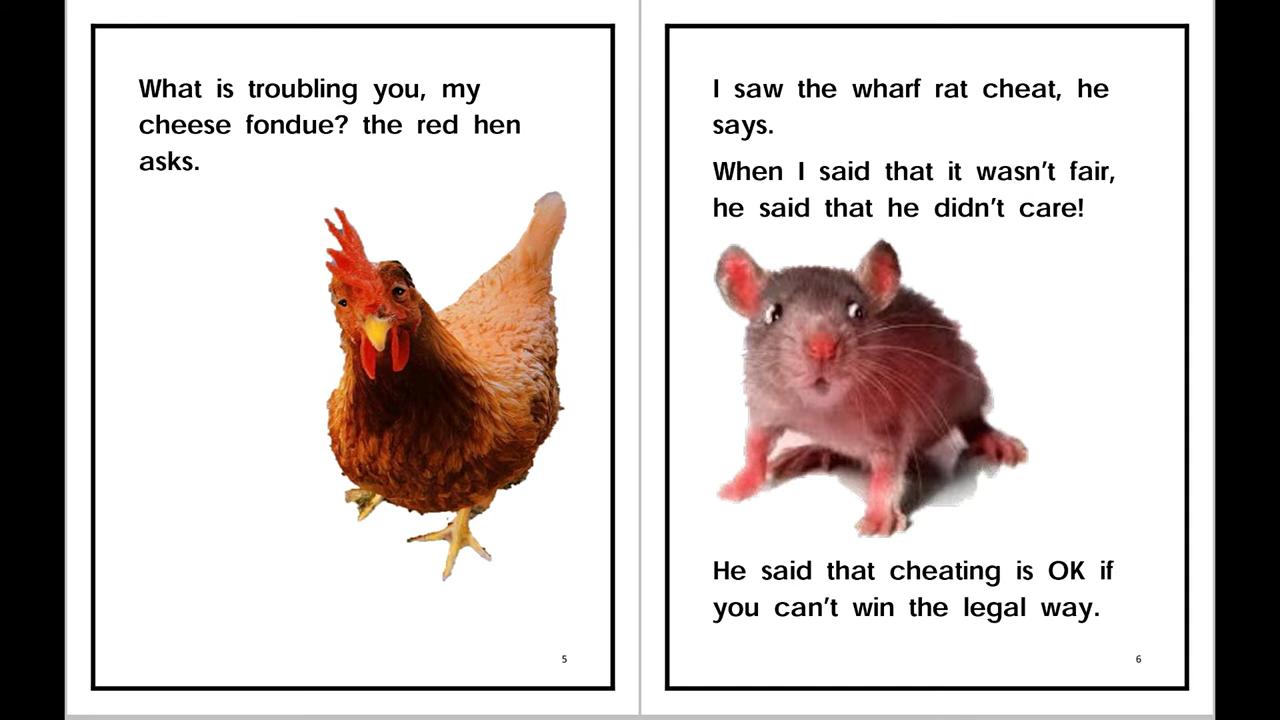 What is troubling you, my
cheese fondue? the red hen
asks.
5
I saw the wharf rat cheat, he
says.
When I said that it wasn’t fair,
he said that he didn’t care!
He said that cheating is OK if
you can’t win the legal way.
6